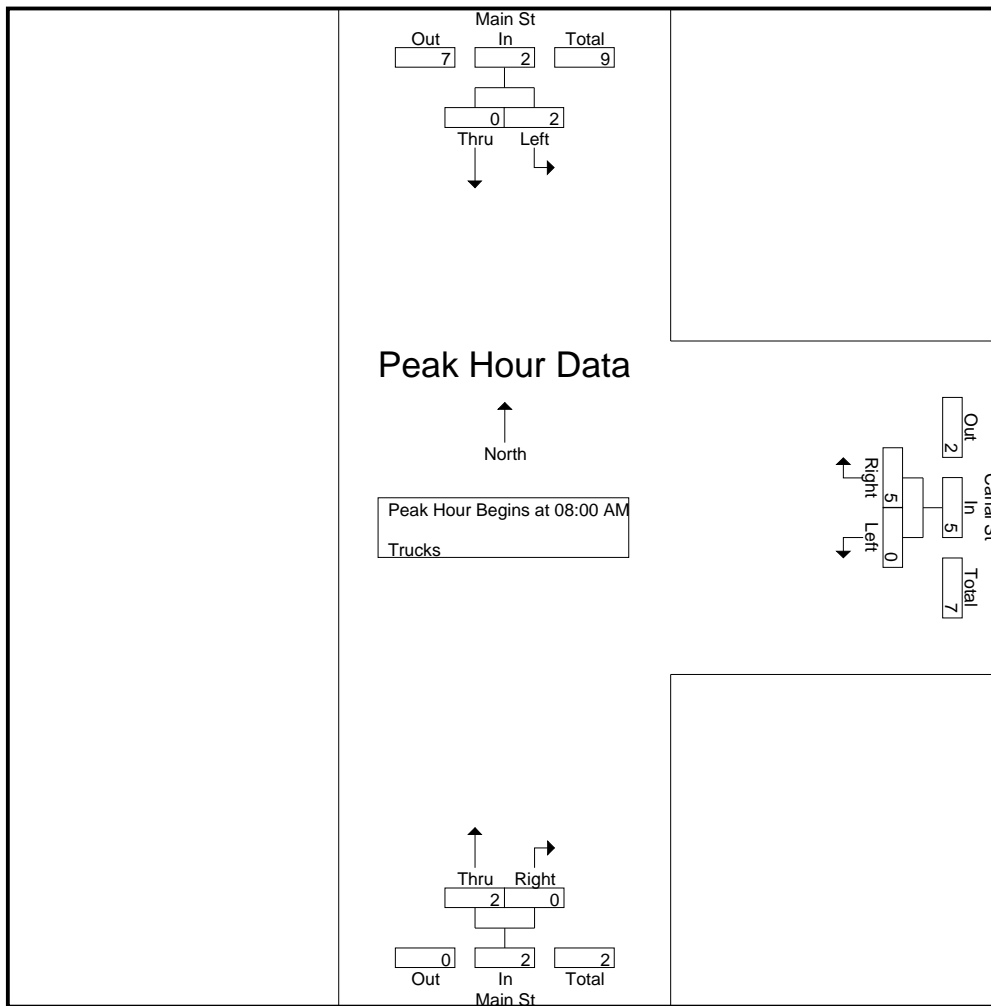 Main St
Out In Total
7 2 9
0 2
Thru Left
Peak Hour Data
North
Peak Hour Begins at 08:00 AM
Trucks
Right Left
5 0
Out In Total
2 5 7
Canal St
Thru Right
2 0
0 2 2
Out In Total
Main St